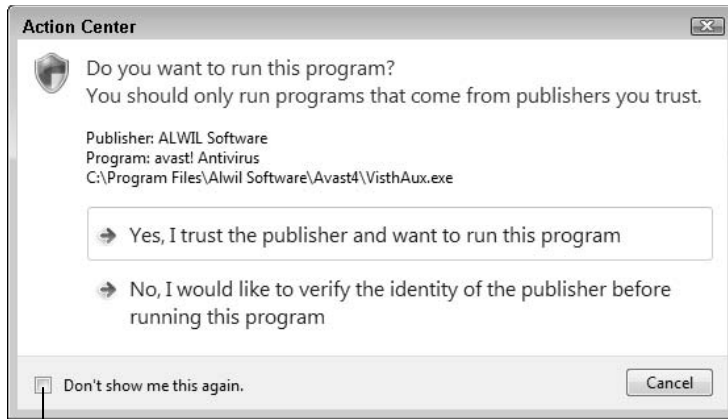 Action Center
Do you want to run this program?
You should only run programs that come from publishers you trust.
Publisher: ALWIL Software
Program: avast! Antivirus
C:\Program Files\Alwil Software\Avast4\VisthAux.exe
Yes, I trust the publisher and want to run this program
No, I would like to verify the identity of the publisher before
running this program
Don't show me this again.
Cancel